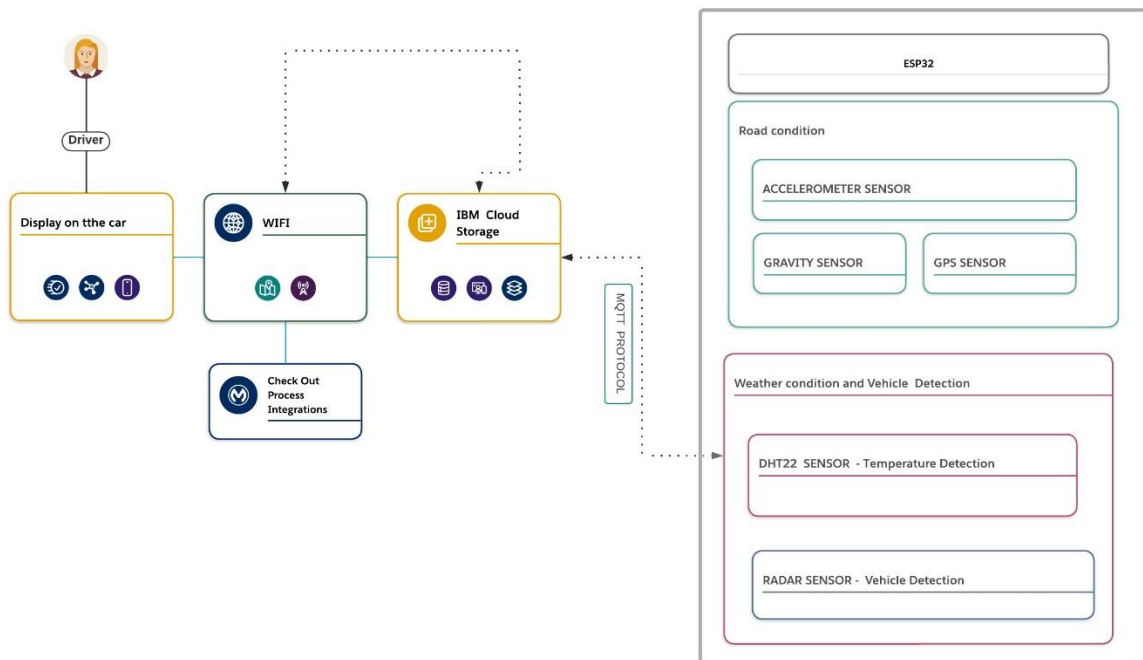 Driver
Display on tthe car
WIFI
IBM Cloud
Storage
Check Out
Process
Integrations
MQTT PROTOCOL
ESP32
Road condition
ACCELEROMETER SENSOR
GRAVITY SENSOR
GPS SENSOR
Weather condition and Vehicle Detection
DHT22 SENSOR - Temperature Detection
RADAR SENSOR - Vehicle Detection